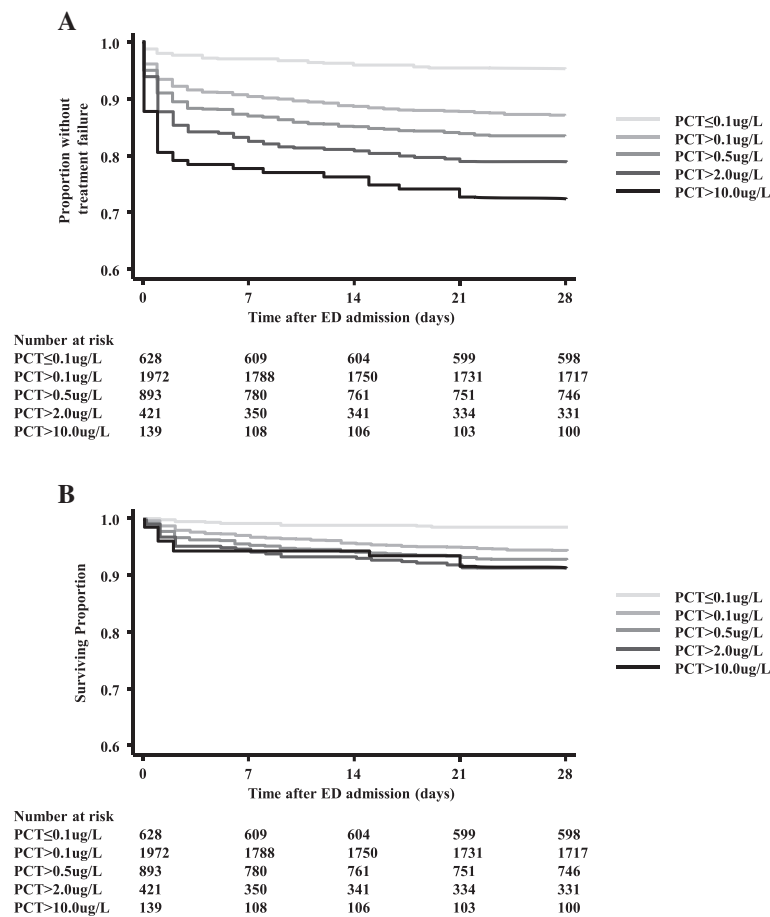 A
1.0
0.9
0.8
0.7
0.6
Proportion without
treatment failure
0 7 14 21 28
Time after ED admission (days)
PCT≤0.1ug/L
PCT>0.1ug/L
PCT>0.5ug/L
PCT>2.0ug/L
PCT>10.0ug/L
Number at risk
PCT≤0.1ug/L 628 609 604 599 598
PCT>0.1ug/L 1972 1788 1750 1731 1717
PCT>0.5ug/L 893 780 761 751 746
PCT>2.0ug/L 421 350 341 334 331
PCT>10.0ug/L 139 108 106 103 100
B
1.0
0.9
0.8
0.7
0.6
Surviving Proportion
0 7 14 21 28
Time after ED admission (days)
PCT≤0.1ug/L
PCT>0.1ug/L
PCT>0.5ug/L
PCT>2.0ug/L
PCT>10.0ug/L
Number at risk
PCT≤0.1ug/L 628 609 604 599 598
PCT>0.1ug/L 1972 1788 1750 1731 1717
PCT>0.5ug/L 893 780 761 751 746
PCT>2.0ug/L 421 350 341 334 331
PCT>10.0ug/L 139 108 106 103 100